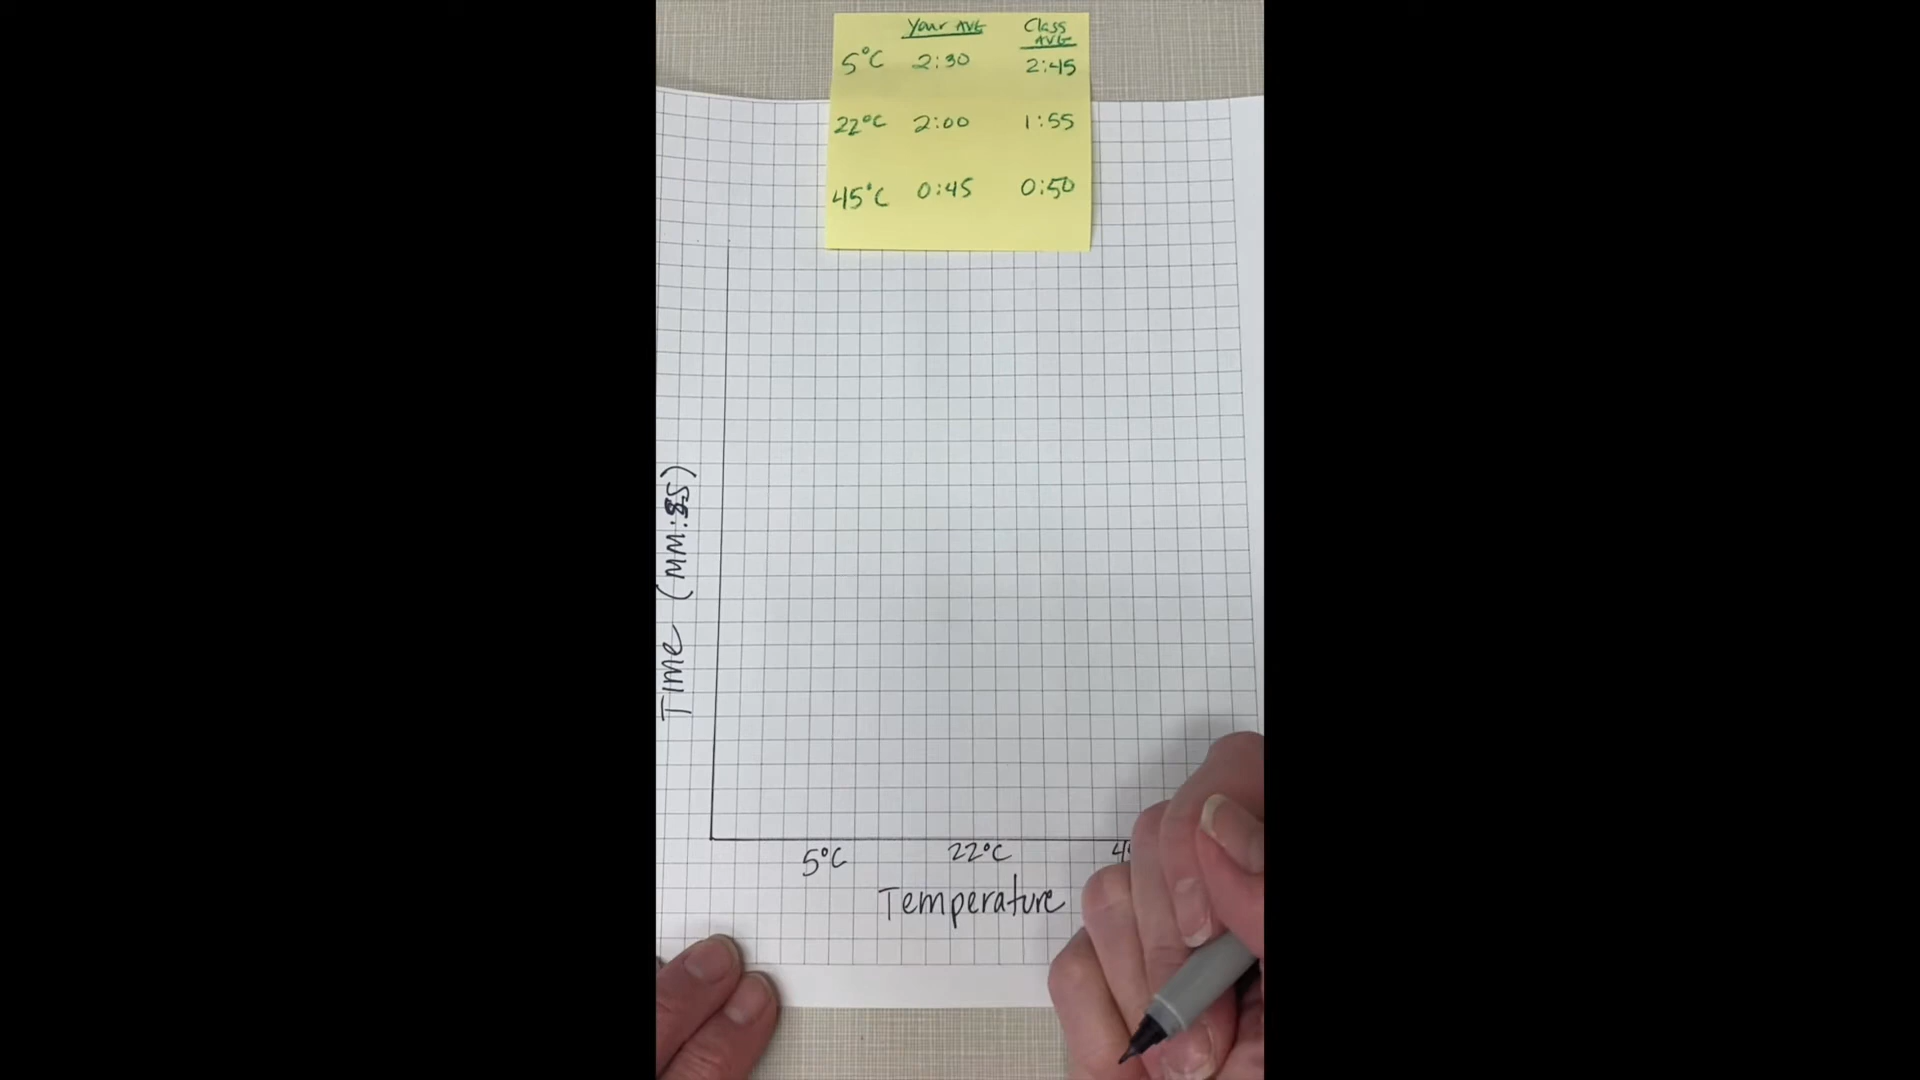 Your AVG Class AVG
5°C 2:30 2:45
22°C 2:00 1:55
45°C 0:45 0:50
Time (MM:SS)
5°C 22°C
Temperature